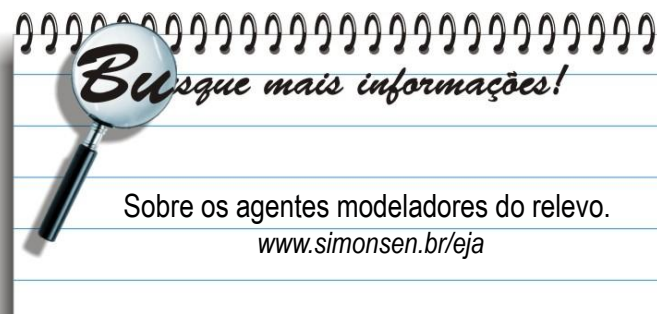 Busque mais informações!
Sobre os agentes modeladores do relevo.
www.simonsen.br/eja